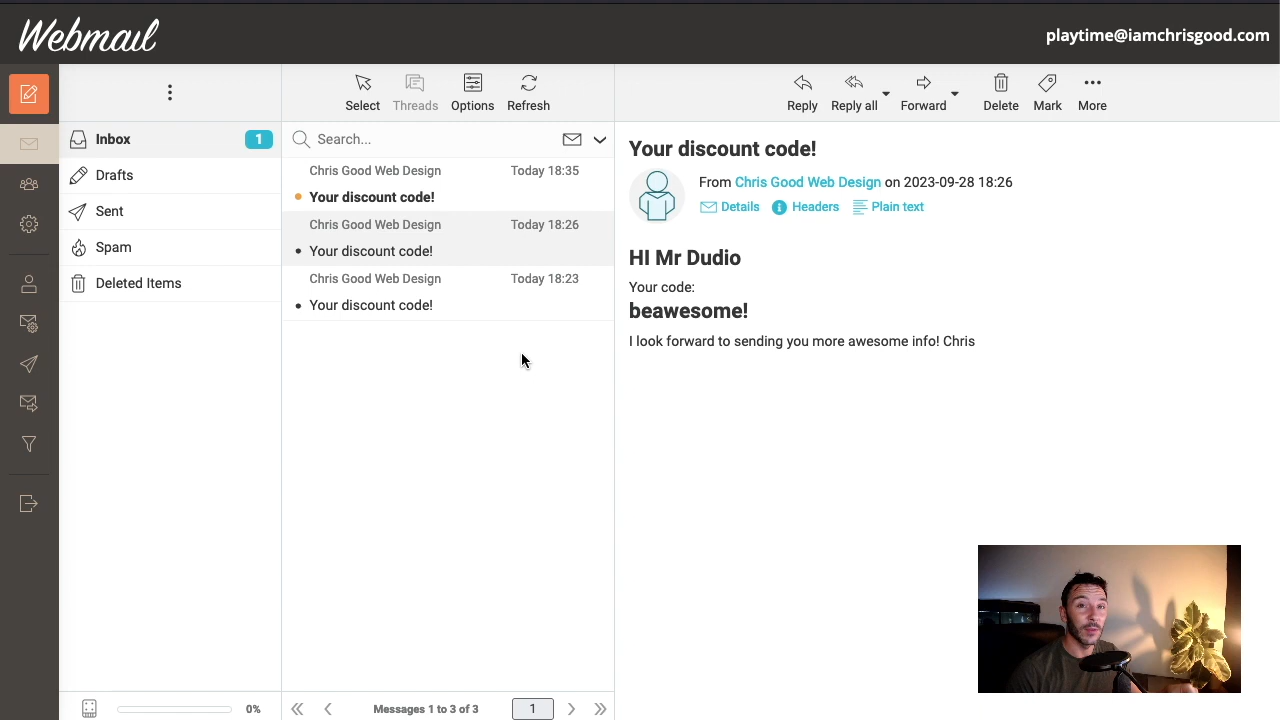 Webmail
playtime@iamchrisgood.com
Select
Threads
Options
Refresh
Reply
Reply all
Forward
Delete
Mark
More
Inbox
1
Drafts
Sent
Spam
Deleted Items
Search...
Chris Good Web Design Today 18:35
Your discount code!
Chris Good Web Design Today 18:26
Your discount code!
Chris Good Web Design Today 18:23
Your discount code!
Your discount code!
From Chris Good Web Design on 2023-09-28 18:26
Details Headers Plain text
HI Mr Dudio
Your code:
beawesome!
I look forward to sending you more awesome info! Chris
0%
Messages 1 to 3 of 3
1